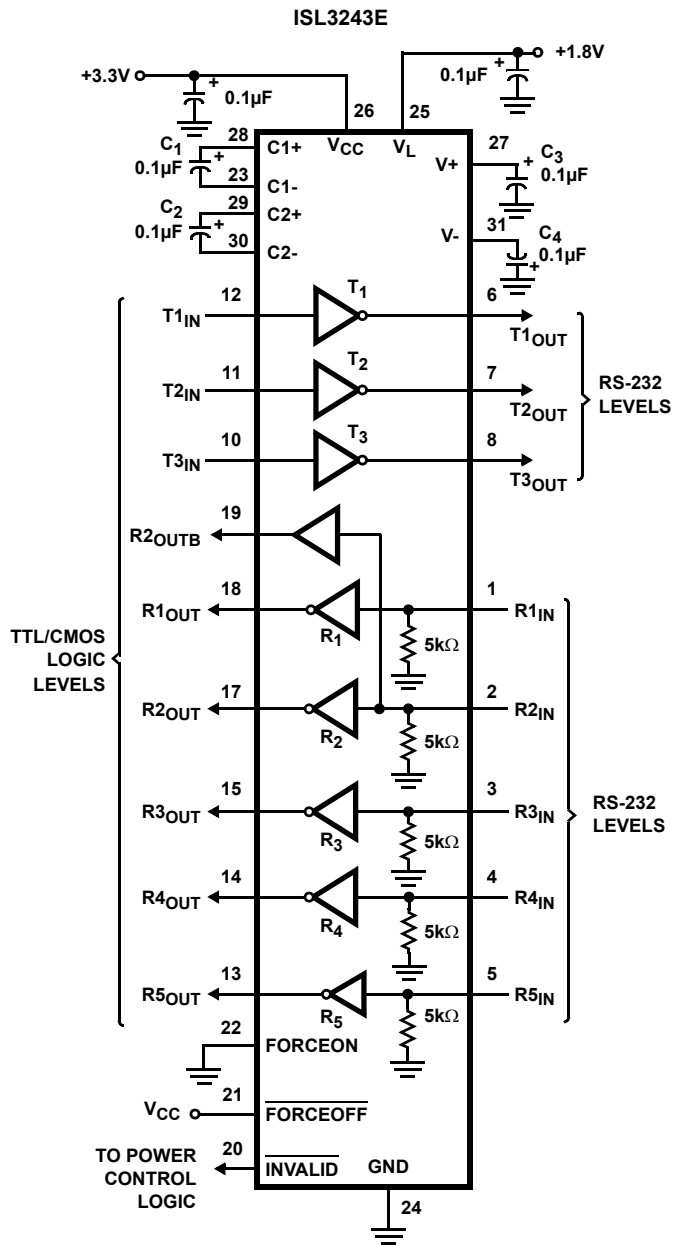 ISL3243E
+3.3V
+
0.1µF
26
VCC
+1.8V
+
0.1µF
25
VL
C1
0.1µF
+
28
C1+
23
C1-
C2
0.1µF
+
29
C2+
30
C2-
27
V+
+
C3
0.1µF
31
V-
C4
0.1µF
+
T1IN
12
T1
6
T1OUT
T2IN
11
T2
7
T2OUT
T3IN
10
T3
8
T3OUT
RS-232
LEVELS
R2OUTB
19
R1OUT
18
R1
5kΩ
1
R1IN
TTL/CMOS
LOGIC
LEVELS
R2OUT
17
R2
5kΩ
2
R2IN
R3OUT
15
R3
5kΩ
3
R3IN
RS-232
LEVELS
R4OUT
14
R4
5kΩ
4
R4IN
R5OUT
13
R5
5kΩ
5
R5IN
22
FORCEON
VCC
21
FORCEOFF
TO POWER
CONTROL
LOGIC
20
INVALID
GND
24